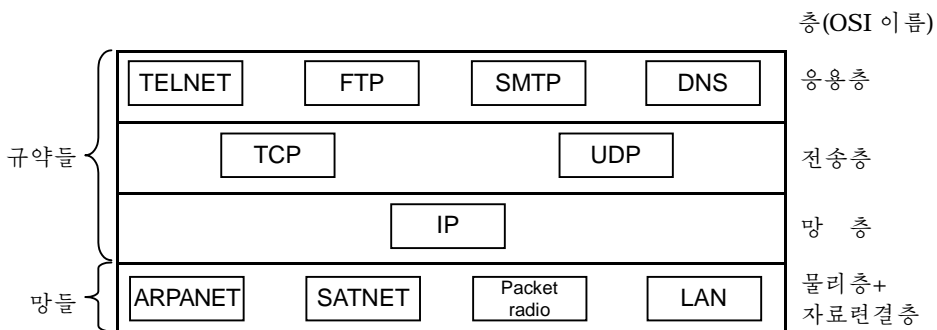 층(OSI 이름)
TELNET FTP SMTP DNS 응용층
규약들 TCP UDP 전송층
IP 망 층
망들 ARPANET SATNET Packet radio LAN 물리층+
자료련결층